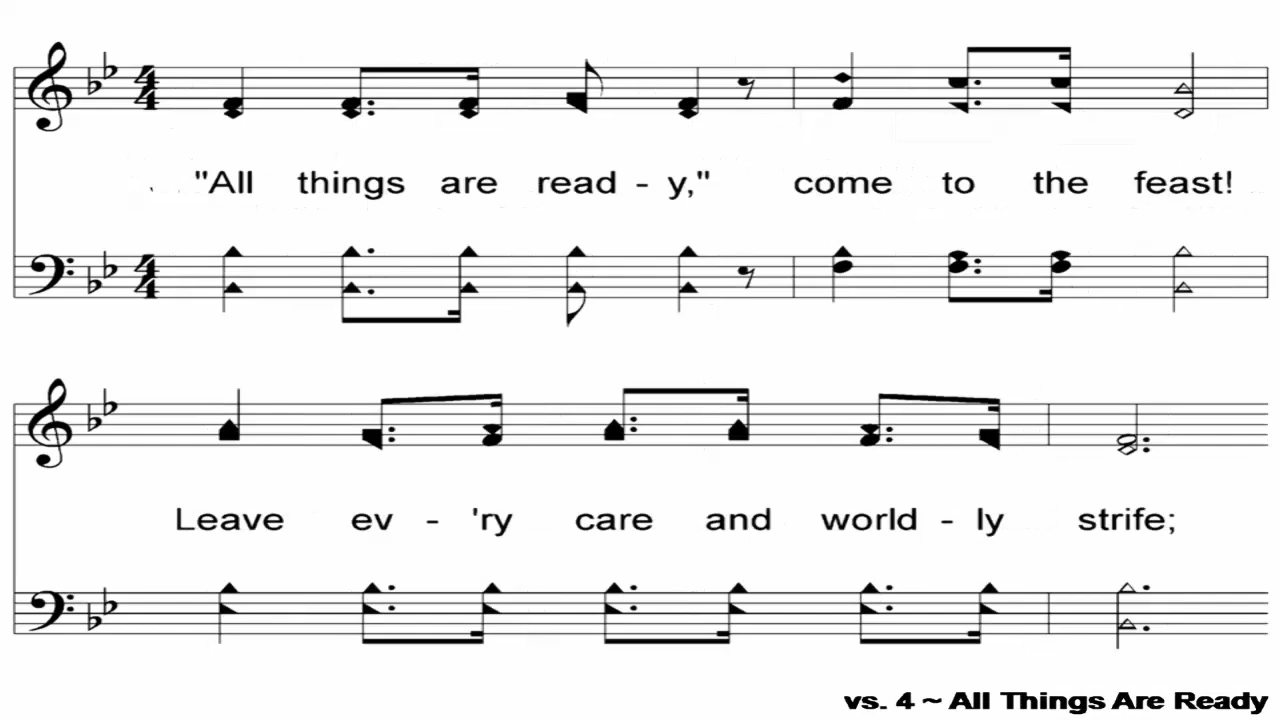 "All things are read - y," come to the feast!
Leave ev - 'ry care and world - ly strife;
vs. 4 ~ All Things Are Ready